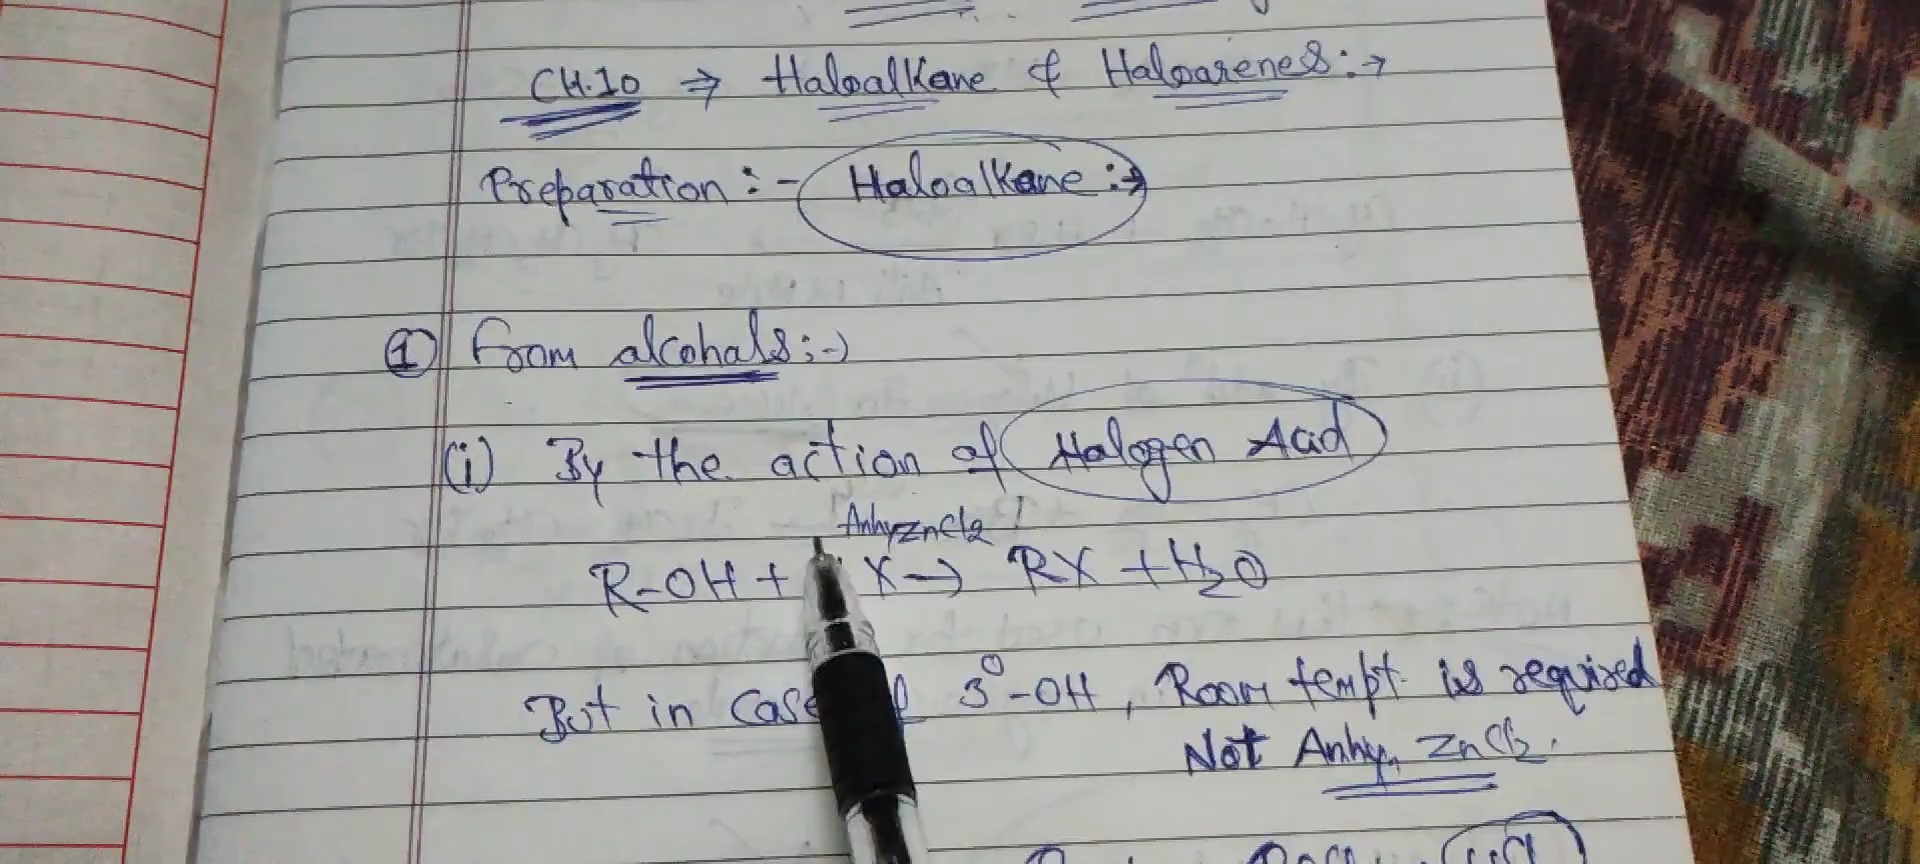 CH.10 ⇒ Haloalkane & Haloarenes:→
Preparation :- Haloalkane :→
① from alcohals:→
(i) By the action of Halogen Acid
Anhy ZnCl2
R-OH + X → RX + H2O
But in case 3°-OH, Room tempt. is required
Not Anhy. ZnCl2.